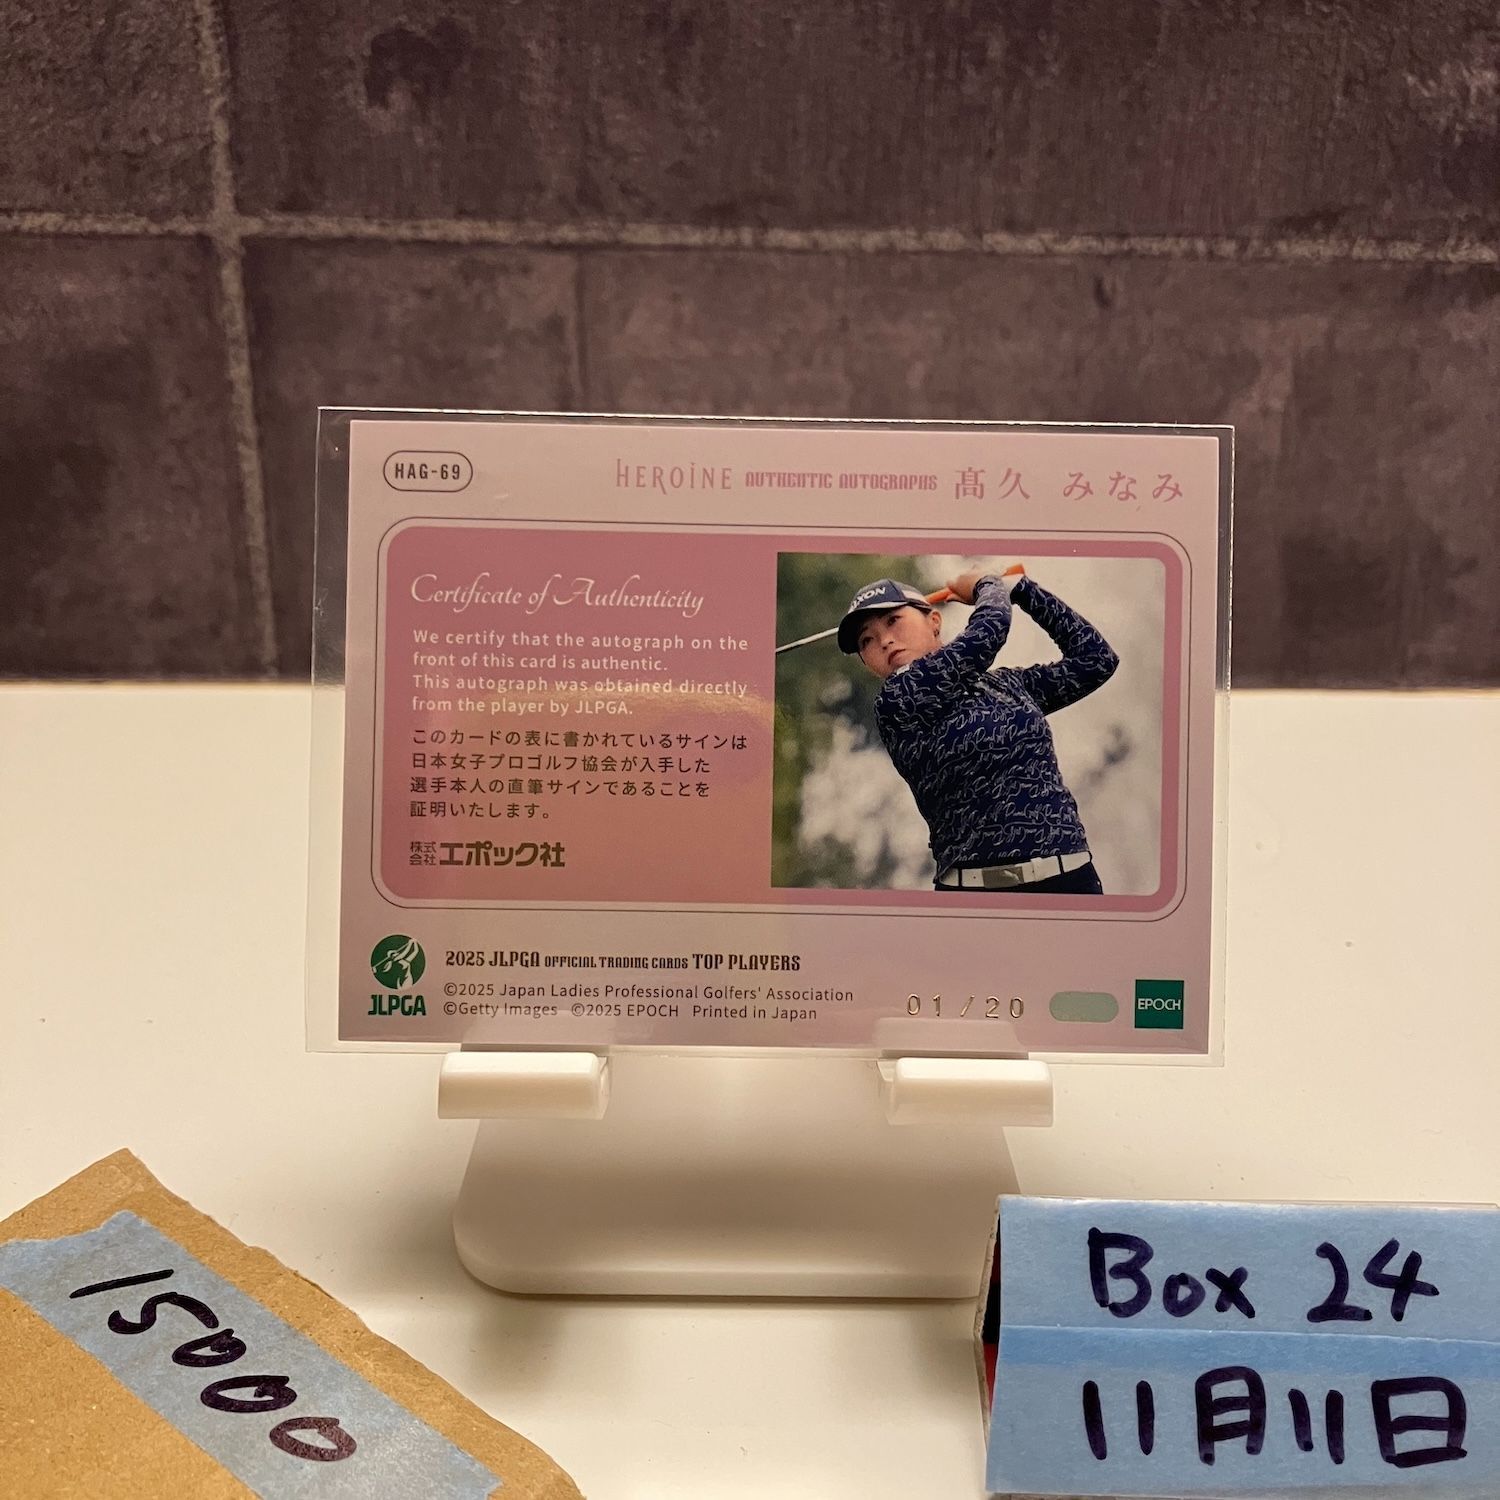 HAG-69
HEROINE AUTHENTIC AUTOGRAPHS 髙久 みなみ
Certificate of Authenticity
We certify that the autograph on the
front of this card is authentic.
This autograph was obtained directly
from the player by JLPGA.
このカードの表に書かれているサインは
日本女子プロゴルフ協会が入手した
選手本人の直筆サインであることを
証明いたします。
株式会社エポック社
JLPGA
2025 JLPGA OFFICIAL TRADING CARDS TOP PLAYERS
©2025 Japan Ladies Professional Golfers' Association
©Getty Images ©2025 EPOCH Printed in Japan
01/20
EPOCH
15000
Box 24
11月11日